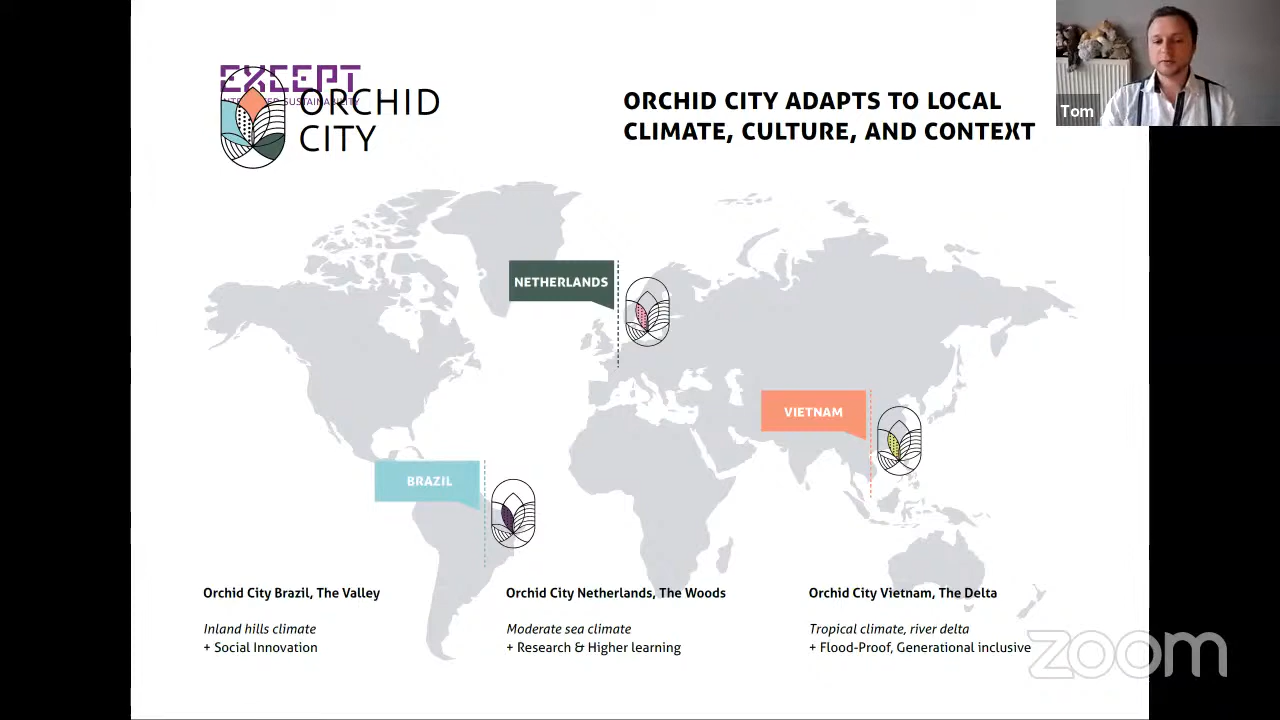 EXCEPT
INTEGRATED SUSTAINABILITY
ORCHID
CITY
ORCHID CITY ADAPTS TO LOCAL
CLIMATE, CULTURE, AND CONTEXT
Tom
NETHERLANDS
VIETNAM
BRAZIL
Orchid City Brazil, The Valley
Inland hills climate
+ Social Innovation
Orchid City Netherlands, The Woods
Moderate sea climate
+ Research & Higher learning
Orchid City Vietnam, The Delta
Tropical climate, river delta
+ Flood-Proof, Generational inclusive
zoom